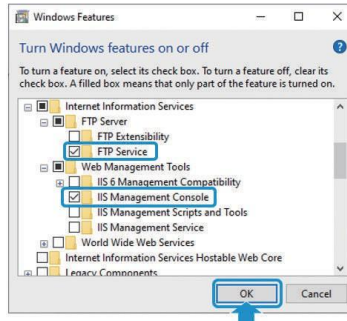 Windows Features
Turn Windows features on or off
To turn a feature on, select its check box. To turn a feature off, clear its
check box. A filled box means that only part of the feature is turned on.
Internet Information Services
FTP Server
FTP Extensibility
FTP Service
Web Management Tools
IIS 6 Management Compatibility
IIS Management Console
IIS Management Scripts and Tools
IIS Management Service
World Wide Web Services
Internet Information Services Hostable Web Core
Legacy Components
OK
Cancel